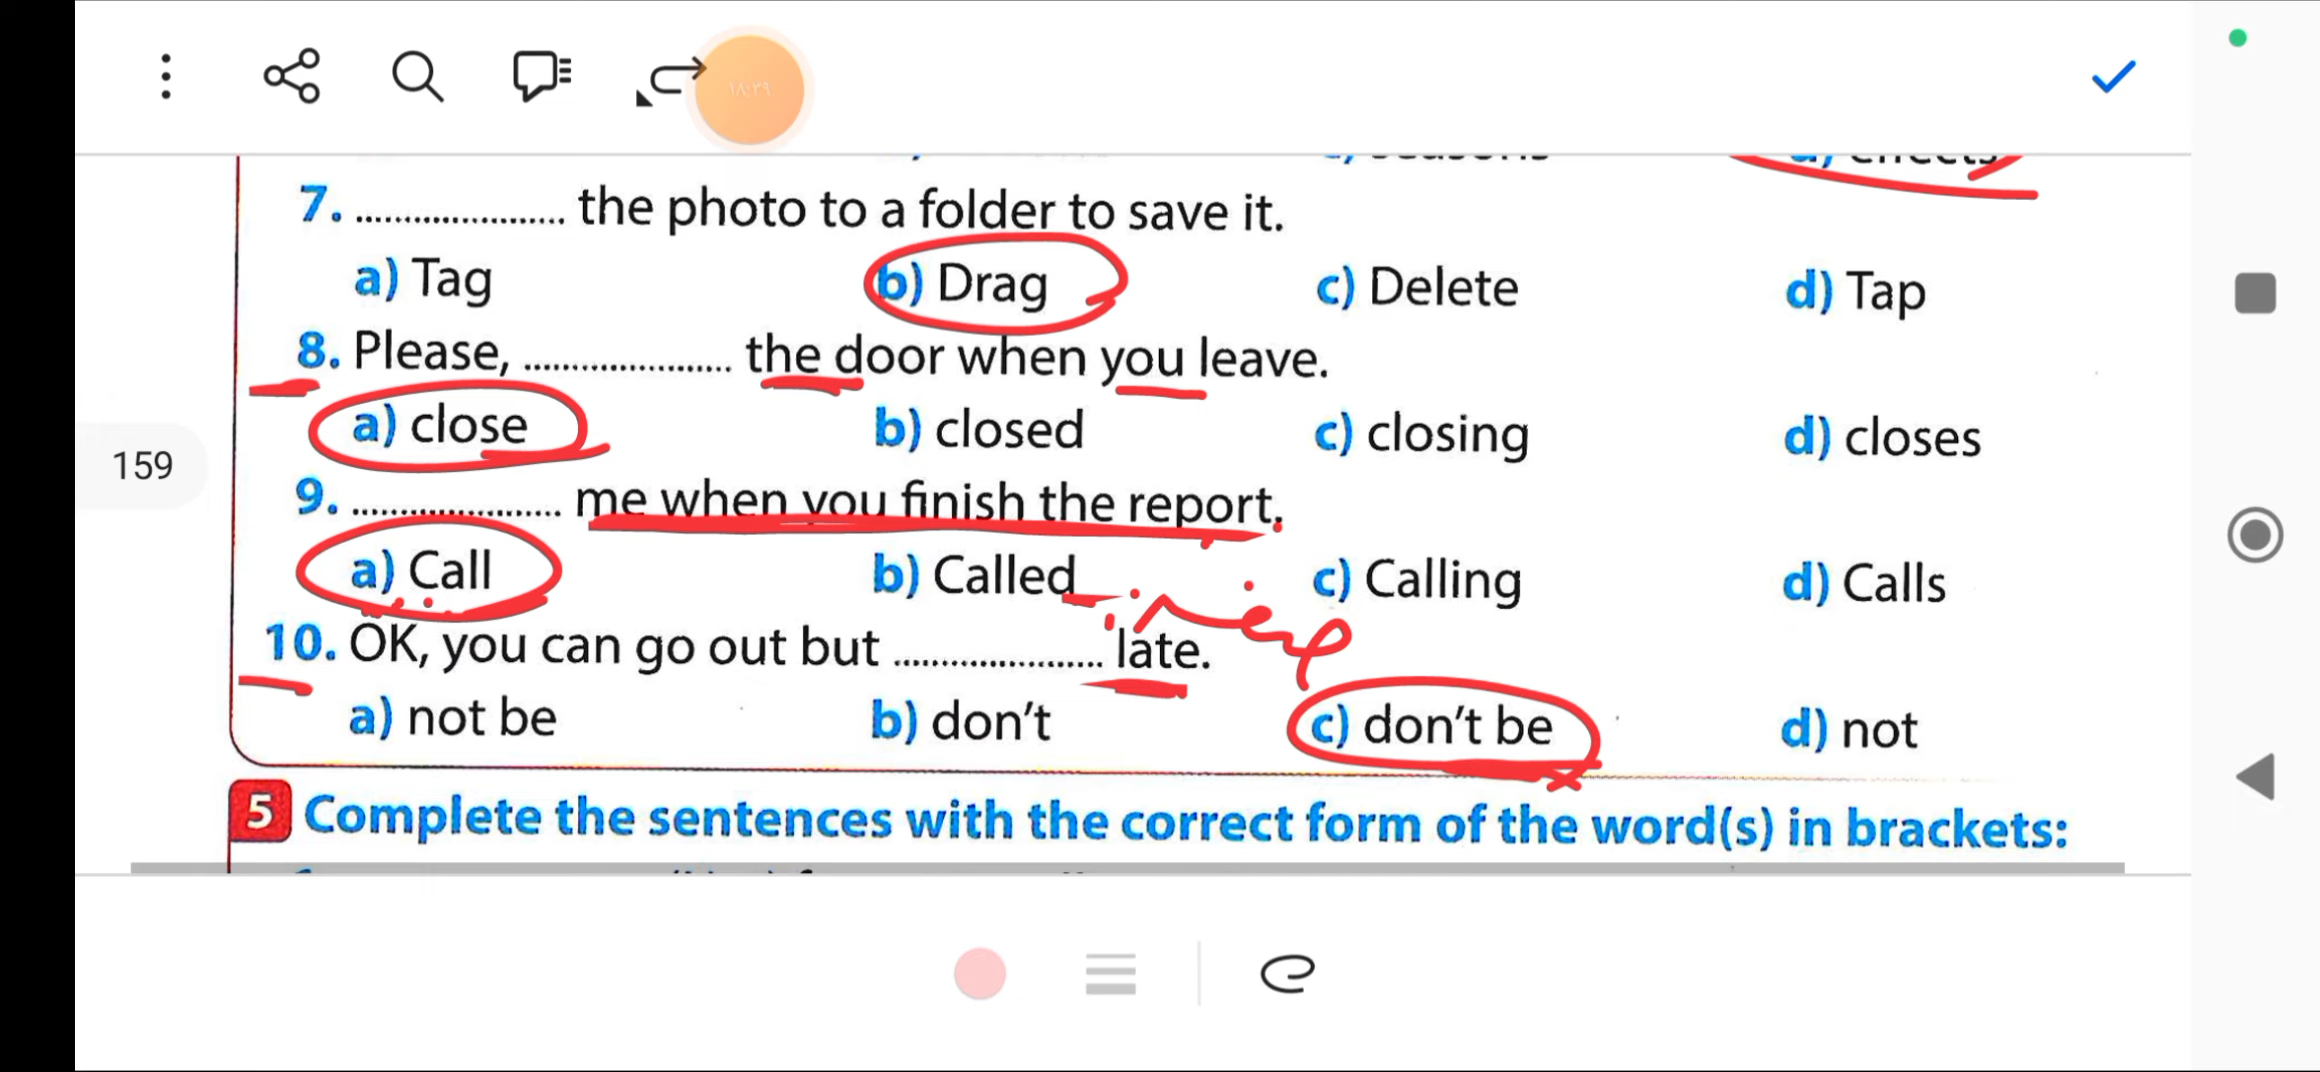 ١٨:٢٩
7. ..................... the photo to a folder to save it.
a) Tag b) Drag c) Delete d) Tap
8. Please, ..................... the door when you leave.
a) close b) closed c) closing d) closes
159
9. ..................... me when you finish the report.
a) Call b) Called c) Calling d) Calls
10. OK, you can go out but ..................... late.
a) not be b) don't c) don't be d) not
5 Complete the sentences with the correct form of the word(s) in brackets: